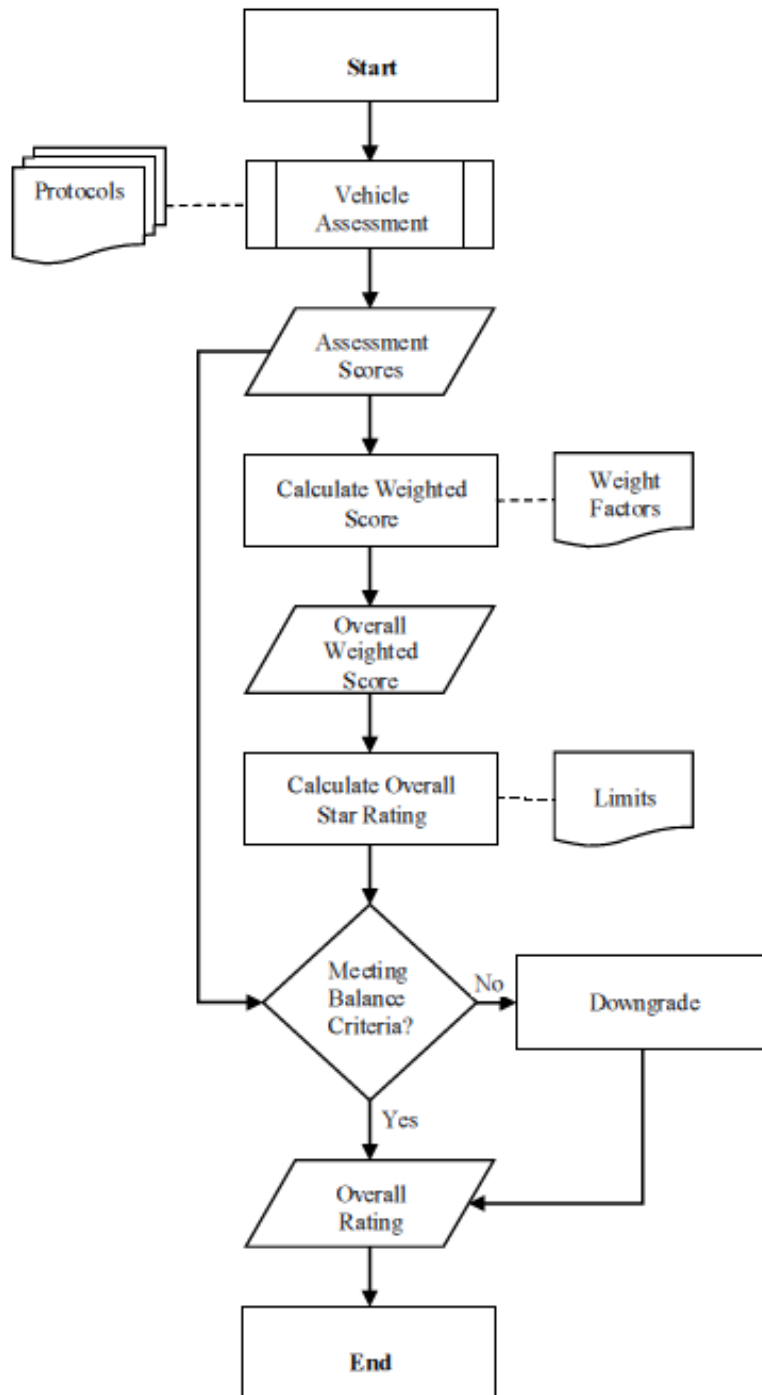 Start
Protocols
Vehicle
Assessment
Assessment
Scores
Calculate Weighted
Score
Weight
Factors
Overall
Weighted
Score
Calculate Overall
Star Rating
Limits
Meeting
Balance
Criteria?
No
Downgrade
Yes
Overall
Rating
End